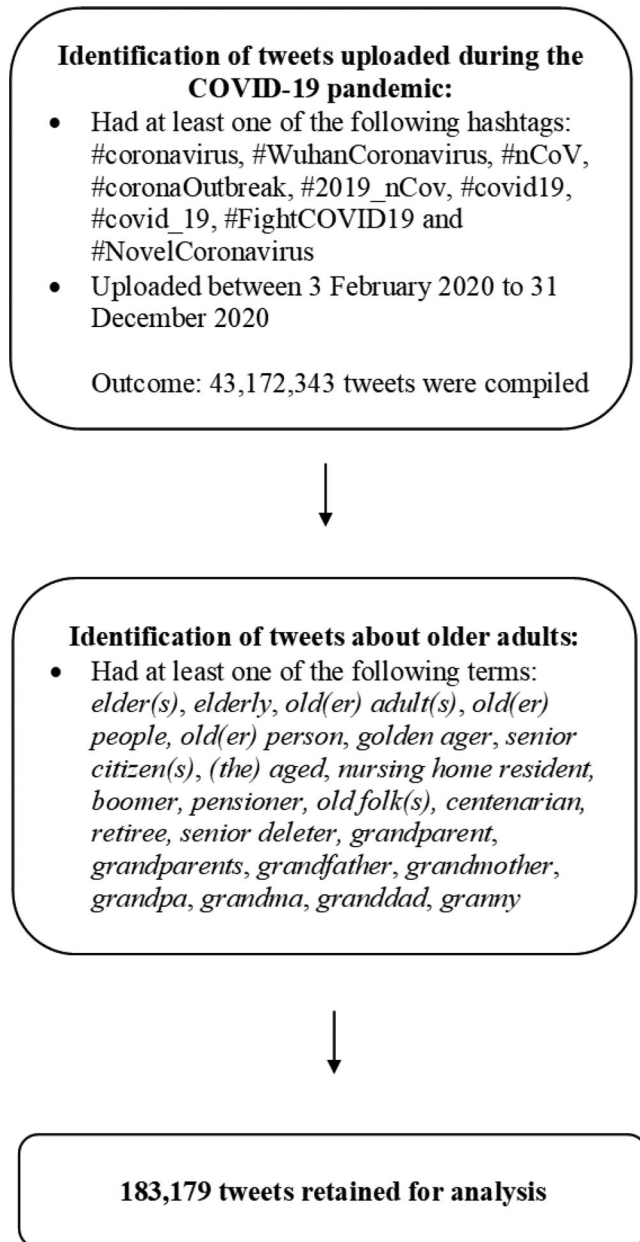 Identification of tweets uploaded during the
COVID-19 pandemic:
• Had at least one of the following hashtags:
#coronavirus, #WuhanCoronavirus, #nCoV,
#coronaOutbreak, #2019_nCov, #covid19,
#covid_19, #FightCOVID19 and
#NovelCoronavirus
• Uploaded between 3 February 2020 to 31
December 2020
Outcome: 43,172,343 tweets were compiled
Identification of tweets about older adults:
• Had at least one of the following terms:
elder(s), elderly, old(er) adult(s), old(er)
people, old(er) person, golden ager, senior
citizen(s), (the) aged, nursing home resident,
boomer, pensioner, old folk(s), centenarian,
retiree, senior deleter, grandparent,
grandparents, grandfather, grandmother,
grandpa, grandma, granddad, granny
183,179 tweets retained for analysis